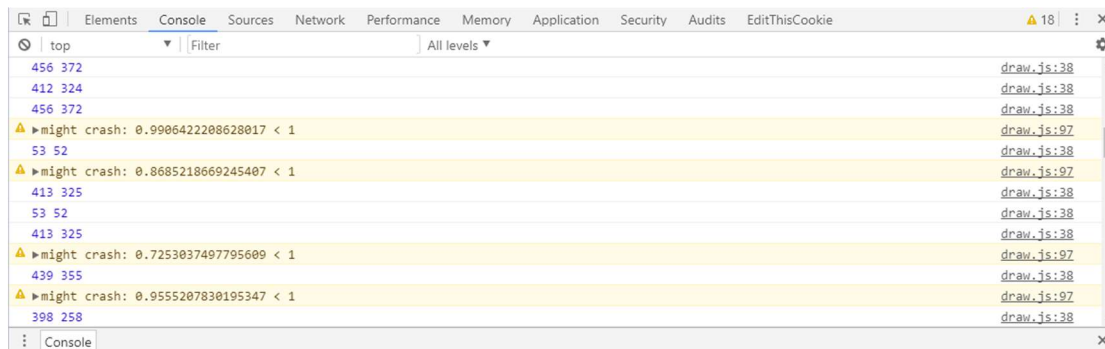 Elements Console Sources Network Performance Memory Application Security Audits EditThisCookie 18
top Filter All levels
456 372 draw.js:38
412 324 draw.js:38
456 372 draw.js:38
might crash: 0.9906422208628017 < 1 draw.js:97
53 52 draw.js:38
might crash: 0.8685218669245407 < 1 draw.js:97
413 325 draw.js:38
53 52 draw.js:38
413 325 draw.js:38
might crash: 0.7253037497795609 < 1 draw.js:97
439 355 draw.js:38
might crash: 0.9555207830195347 < 1 draw.js:97
398 258 draw.js:38
Console